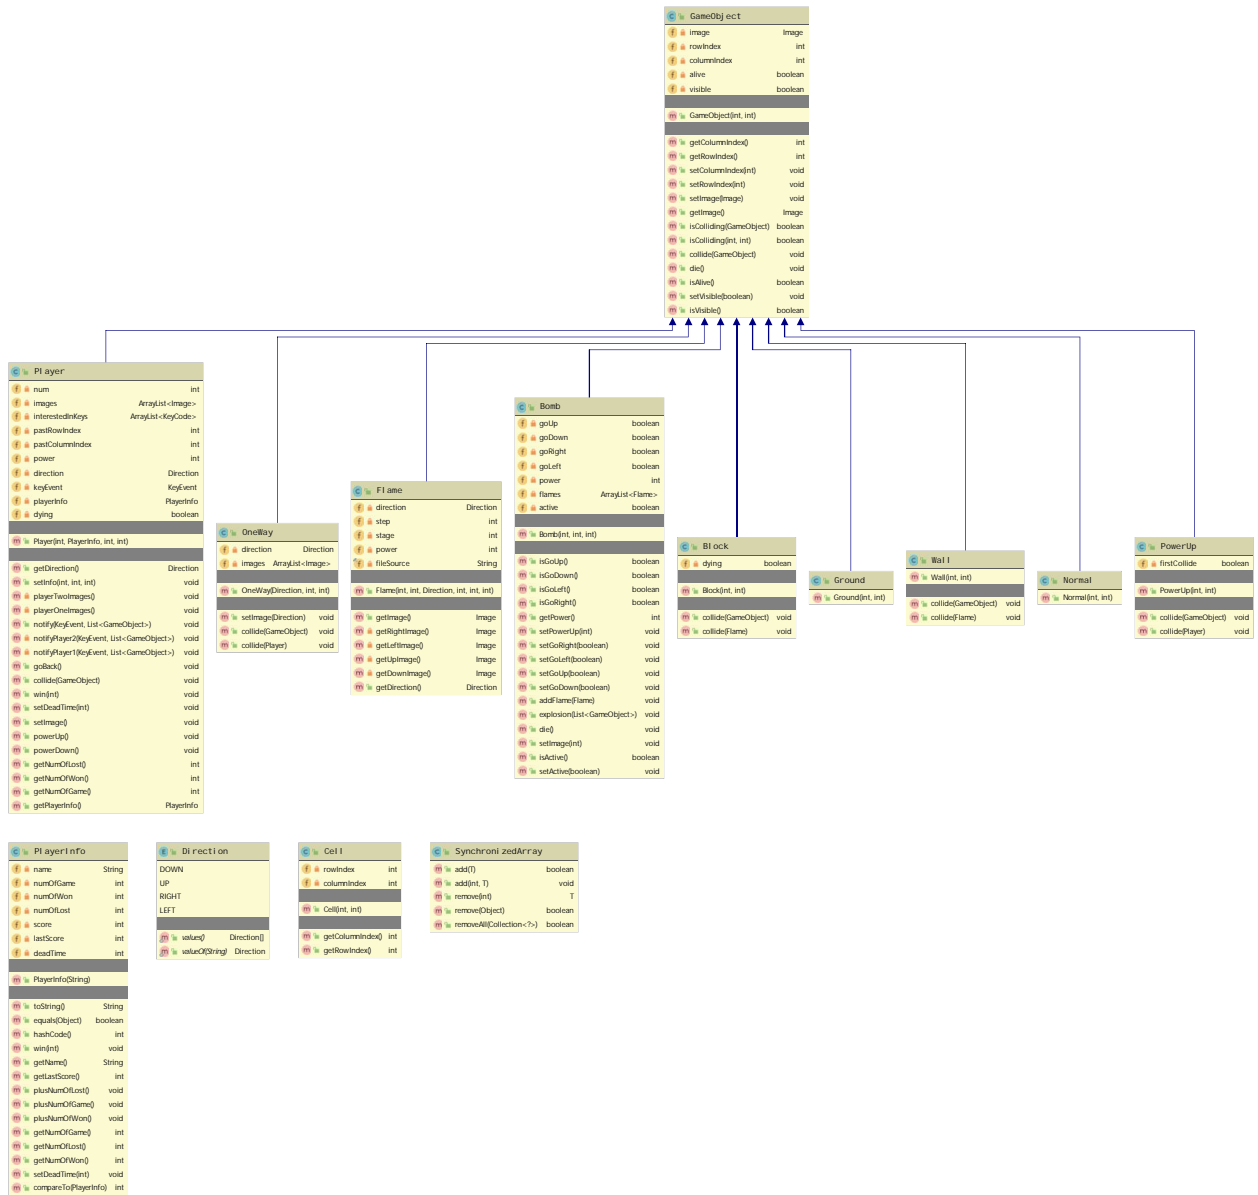 GameObject
image Image
rowIndex int
columnIndex int
alive boolean
visible boolean
GameObject(int, int)
getColumnIndex() int
getRowIndex() int
setColumnIndex(int) void
setRowIndex(int) void
setImage(Image) void
getImage() Image
isColliding(GameObject) boolean
isColliding(int, int) boolean
collide(GameObject) void
die() void
isAlive() boolean
setVisible(boolean) void
isVisible() boolean
Player
num int
images ArrayList<Image>
interestedInKeys ArrayList<KeyCode>
pastRowIndex int
pastColumnIndex int
power int
direction Direction
keyEvent KeyEvent
playerInfo PlayerInfo
dying boolean
Player(int, PlayerInfo, int, int)
getDirection() Direction
setInfo(int, int, int) void
playerTwoImages() void
playerOneImages() void
notify(KeyEvent, List<GameObject>) void
notifyPlayer2(KeyEvent, List<GameObject>) void
notifyPlayer1(KeyEvent, List<GameObject>) void
goBack() void
collide(GameObject) void
win(int) void
setDeadTime(int) void
setImage() void
powerUp() void
powerDown() void
getNumOfLost() int
getNumOfWon() int
getNumOfGame() int
getPlayerInfo() PlayerInfo
OneWay
direction Direction
images ArrayList<Image>
OneWay(Direction, int, int)
setImage(Direction) void
collide(GameObject) void
collide(Player) void
Flame
direction Direction
step int
stage int
power int
fileSource String
Flame(int, int, Direction, int, int, int)
getImage() Image
getRightImage() Image
getLeftImage() Image
getUpImage() Image
getDownImage() Image
getDirection() Direction
Bomb
goUp boolean
goDown boolean
goRight boolean
goLeft boolean
power int
flames ArrayList<Flame>
active boolean
Bomb(int, int, int)
isGoUp() boolean
isGoDown() boolean
isGoLeft() boolean
isGoRight() boolean
getPower() int
setPowerUp(int) void
setGoRight(boolean) void
setGoLeft(boolean) void
setGoUp(boolean) void
setGoDown(boolean) void
addFlame(Flame) void
explosion(List<GameObject>) void
die() void
setImage(int) void
isActive() boolean
setActive(boolean) void
Block
dying boolean
Block(int, int)
collide(GameObject) void
collide(Flame) void
Ground
Ground(int, int)
Wall
Wall(int, int)
collide(GameObject) void
collide(Flame) void
Normal
Normal(int, int)
PowerUp
firstCollide boolean
PowerUp(int, int)
collide(GameObject) void
collide(Player) void
PlayerInfo
name String
numOfGame int
numOfWon int
numOfLost int
score int
lastScore int
deadTime int
PlayerInfo(String)
toString() String
equals(Object) boolean
hashCode() int
win(int) void
getName() String
getLastScore() int
plusNumOfLost() void
plusNumOfGame() void
plusNumOfWon() void
getNumOfGame() int
getNumOfLost() int
getNumOfWon() int
setDeadTime(int) void
compareTo(PlayerInfo) int
Direction
DOWN
UP
RIGHT
LEFT
values() Direction[]
valueOf(String) Direction
Cell
rowIndex int
columnIndex int
Cell(int, int)
getColumnIndex() int
getRowIndex() int
SynchronizedArray
add(T) boolean
add(int, T) void
remove(int) T
remove(Object) boolean
removeAll(Collection<?>) boolean